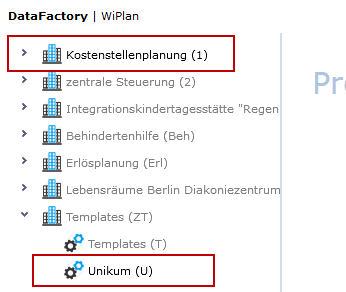 DataFactory | WiPlan
Kostenstellenplanung (1)
zentrale Steuerung (2)
Integrationskindertagesstätte "Regen
Behindertenhilfe (Beh)
Erlösplanung (Erl)
Lebensräume Berlin Diakoniezentrum
Templates (ZT)
Templates (T)
Unikum (U)
Pr